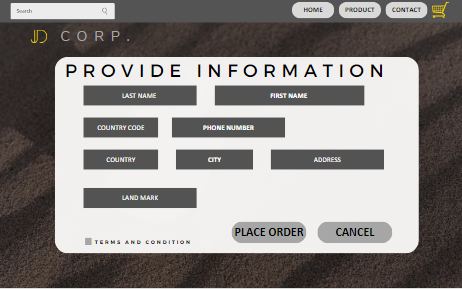 Search HOME PRODUCT CONTACT
JD CORP.
PROVIDE INFORMATION
LAST NAME FIRST NAME
COUNTRY CODE PHONE NUMBER
COUNTRY CITY ADDRESS
LAND MARK
TERMS AND CONDITION PLACE ORDER CANCEL